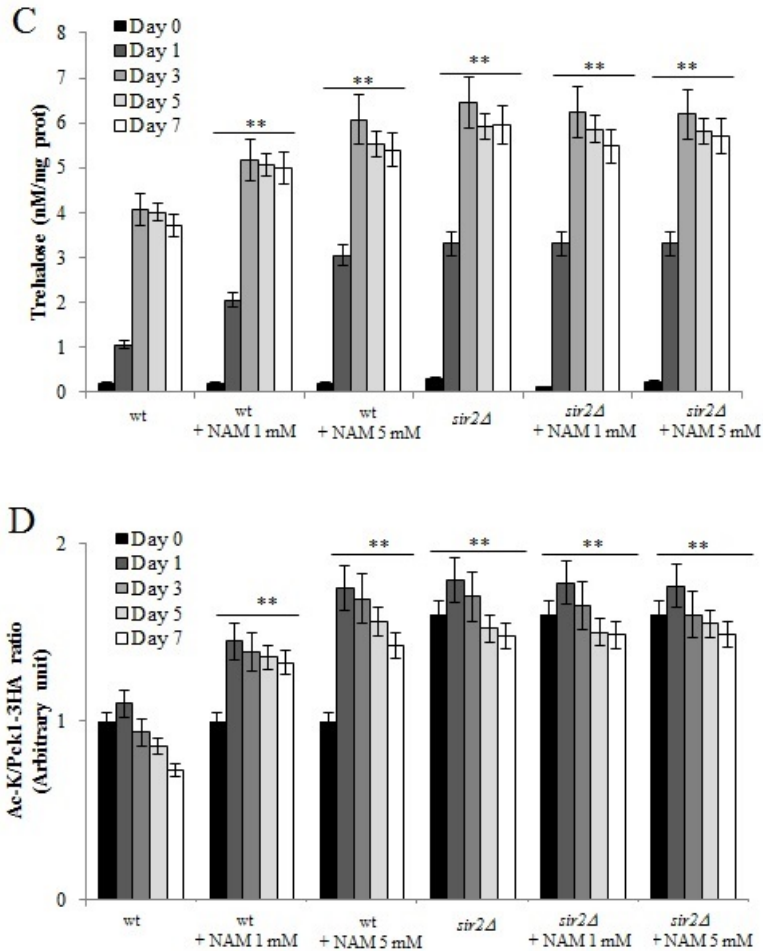 C
Day 0
Day 1
Day 3
Day 5
Day 7
Trehalose (nM/mg prot)
8
7
6
5
4
3
2
1
0
**
**
**
**
**
wt
wt
+ NAM 1 mM
wt
+ NAM 5 mM
sir2Δ
sir2Δ
+ NAM 1 mM
sir2Δ
+ NAM 5 mM
D
Day 0
Day 1
Day 3
Day 5
Day 7
Ac-K/Pck1-3HA ratio
(Arbitrary unit)
2
1
0
**
**
**
**
**
wt
wt
+ NAM 1 mM
wt
+ NAM 5 mM
sir2Δ
sir2Δ
+ NAM 1 mM
sir2Δ
+ NAM 5 mM